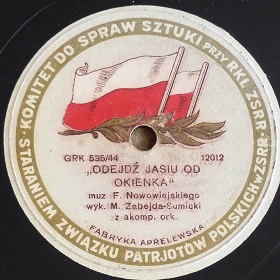 KOMITET DO SPRAW SZTUKI PRZY RKL ZSRR
STARANIEM ZWIĄZKU PATRJOTÓW POLSKICH W ZSRR
GRK 535/44 12012
„ODEJDŹ JASIU OD
OKIENKA"
muz F. Nowowiejskiego
wyk. M. Zabejda-Sumicki
z akomp. ork.
FABRYKA APRELEWSKA